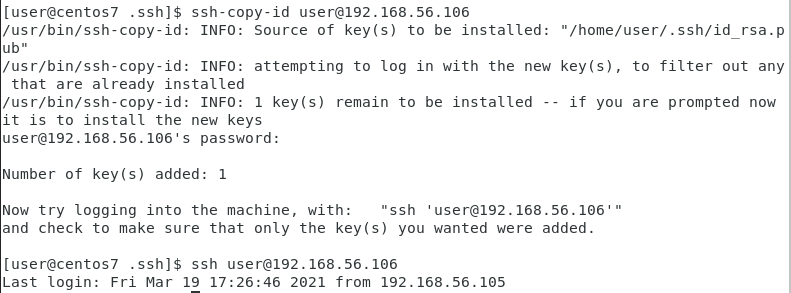 [user@centos7 .ssh]$ ssh-copy-id user@192.168.56.106
/usr/bin/ssh-copy-id: INFO: Source of key(s) to be installed: "/home/user/.ssh/id_rsa.p
ub"
/usr/bin/ssh-copy-id: INFO: attempting to log in with the new key(s), to filter out any
 that are already installed
/usr/bin/ssh-copy-id: INFO: 1 key(s) remain to be installed -- if you are prompted now
it is to install the new keys
user@192.168.56.106's password:

Number of key(s) added: 1

Now try logging into the machine, with:   "ssh 'user@192.168.56.106'"
and check to make sure that only the key(s) you wanted were added.

[user@centos7 .ssh]$ ssh user@192.168.56.106
Last login: Fri Mar 19 17:26:46 2021 from 192.168.56.105